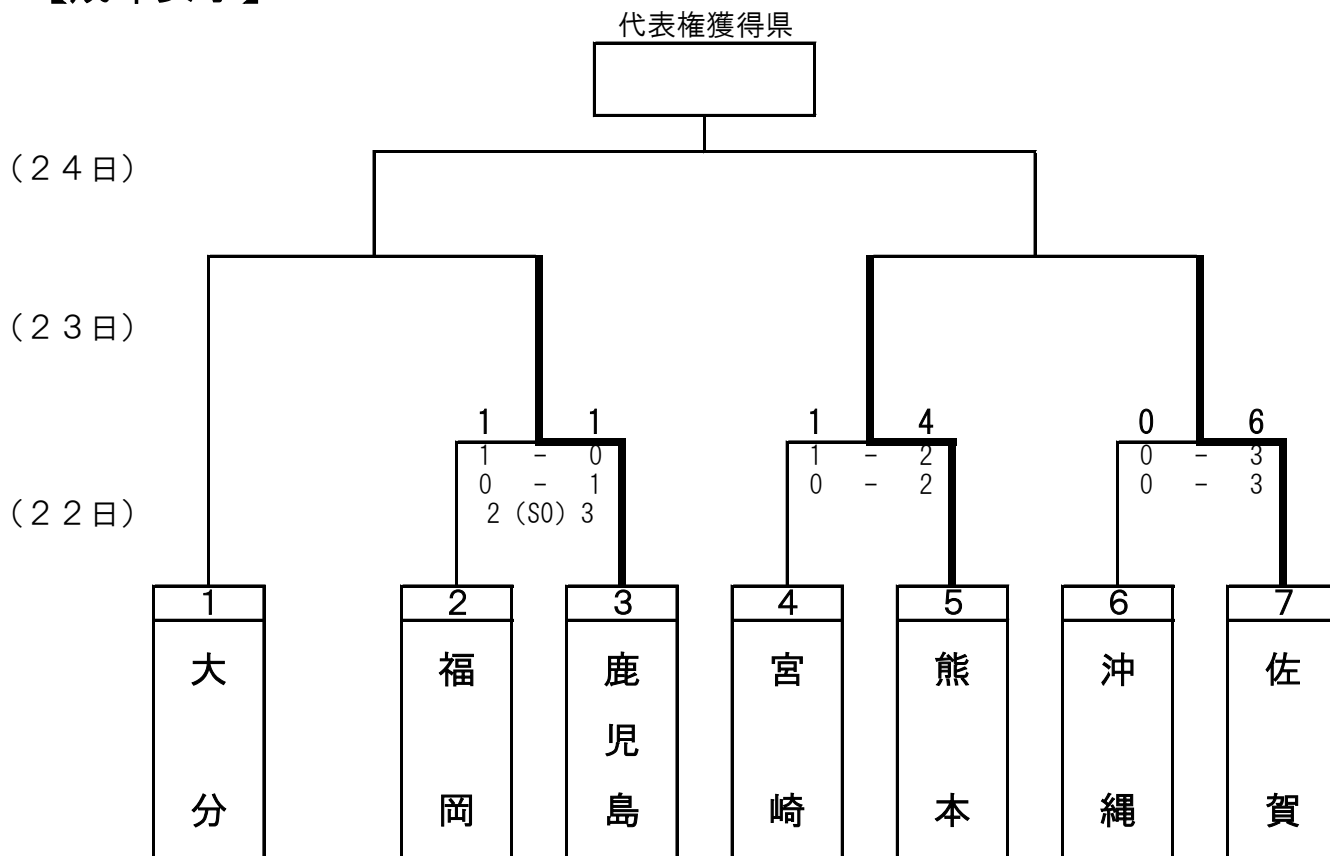 代表権獲得県
（２４日）
（２３日）
1 1 1 4 0 6
1 - 0 1 - 2 0 - 3
0 - 1 0 - 2 0 - 3
（２２日） 2 (SO) 3
1 2 3 4 5 6 7
大分
福岡
鹿児島
宮崎
熊本
沖縄
佐賀